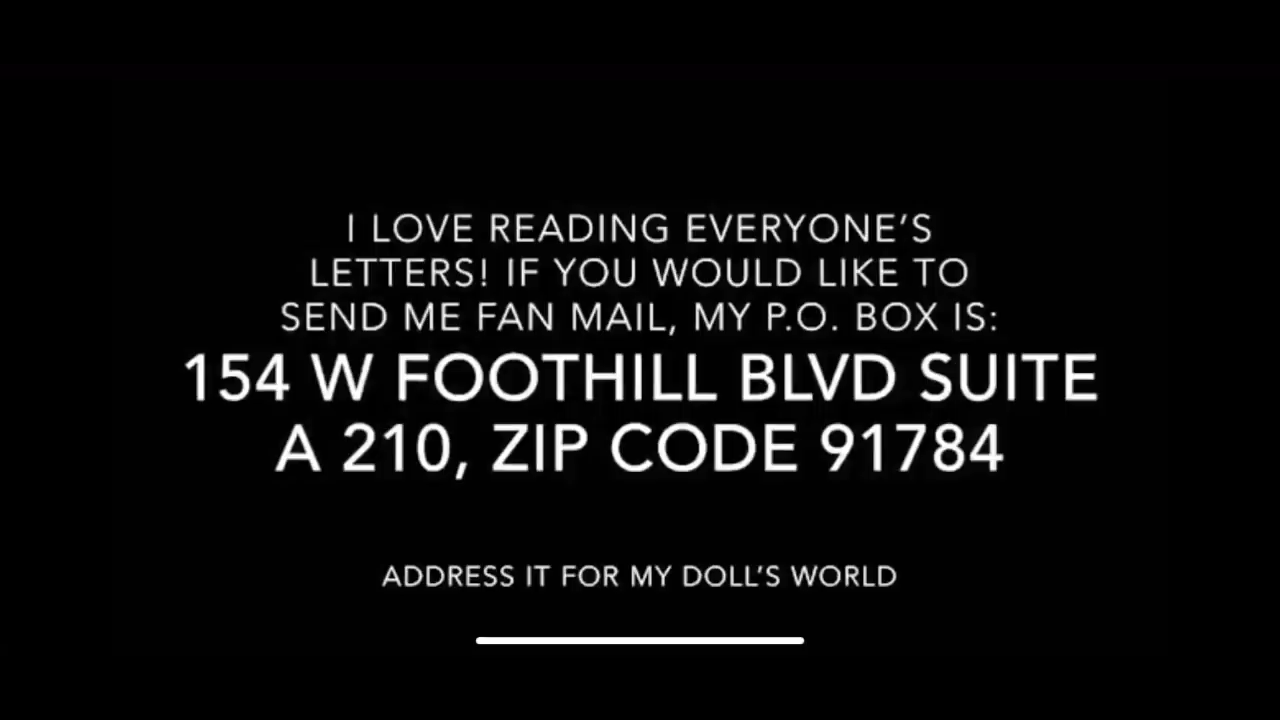 I LOVE READING EVERYONE’S
LETTERS! IF YOU WOULD LIKE TO
SEND ME FAN MAIL, MY P.O. BOX IS:
154 W FOOTHILL BLVD SUITE
A 210, ZIP CODE 91784
ADDRESS IT FOR MY DOLL’S WORLD